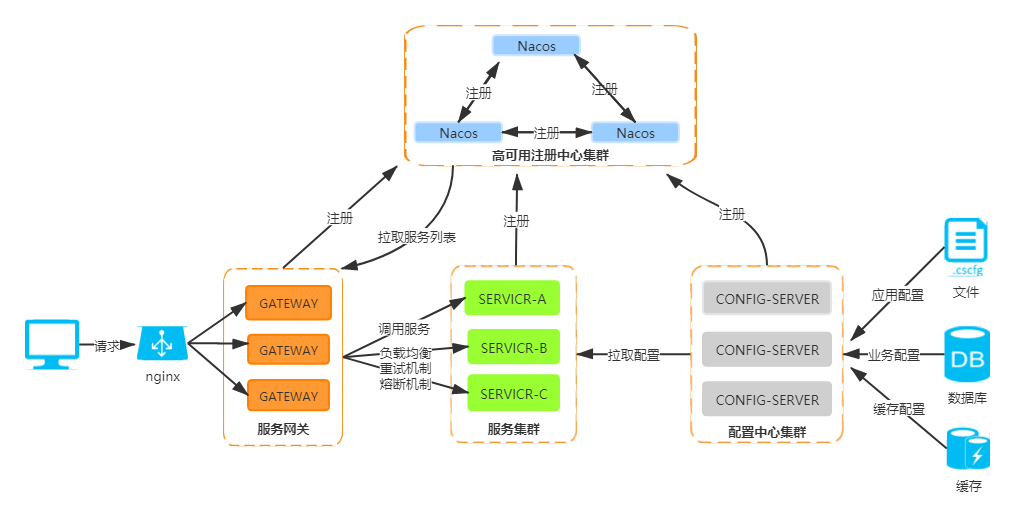 Nacos
注册
注册
Nacos
注册
Nacos
高可用注册中心集群
注册
拉取服务列表
注册
注册
请求
nginx
GATEWAY
GATEWAY
GATEWAY
服务网关
调用服务
负载均衡
重试机制
熔断机制
SERVICR-A
SERVICR-B
SERVICR-C
服务集群
拉取配置
CONFIG-SERVER
CONFIG-SERVER
CONFIG-SERVER
配置中心集群
应用配置
业务配置
缓存配置
.cscfg
文件
DB
数据库
缓存